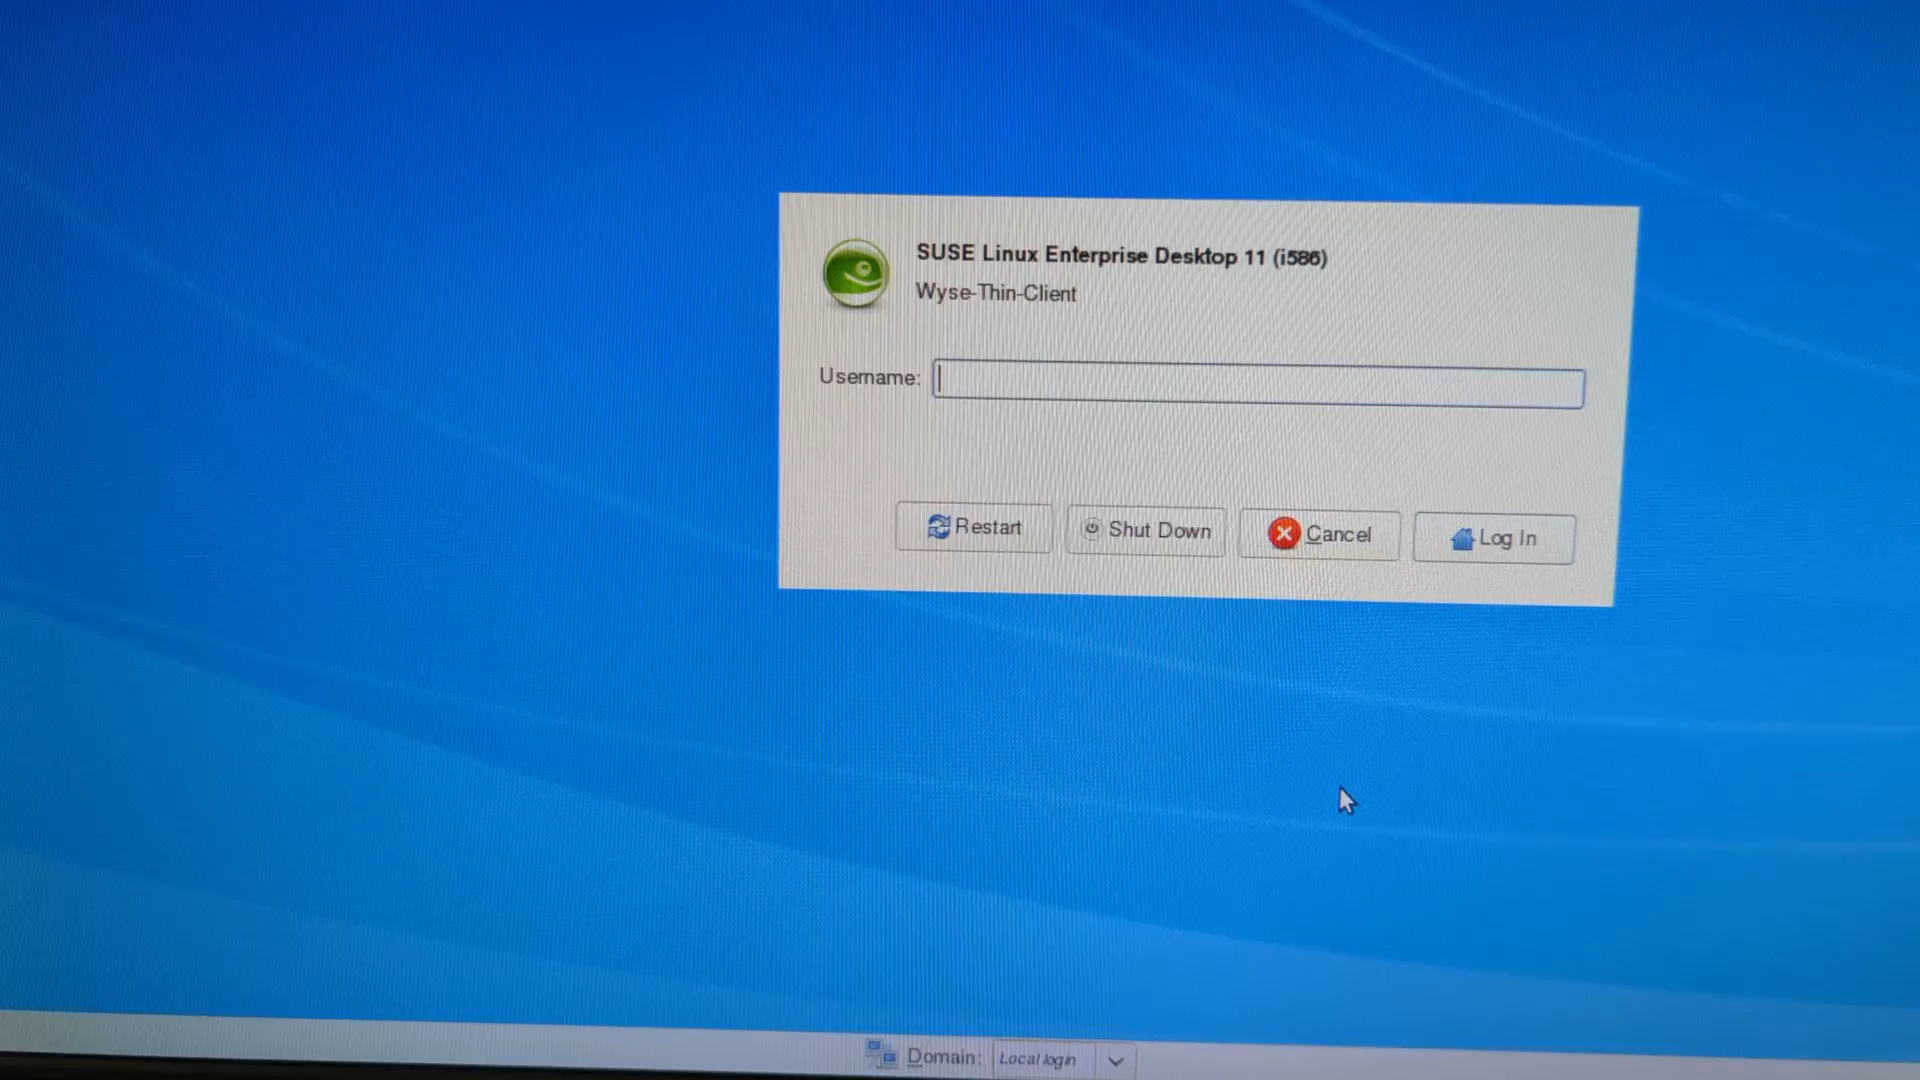 SUSE Linux Enterprise Desktop 11 (i586)
Wyse-Thin-Client
Username:
Restart
Shut Down
Cancel
Log In
Domain: Local login